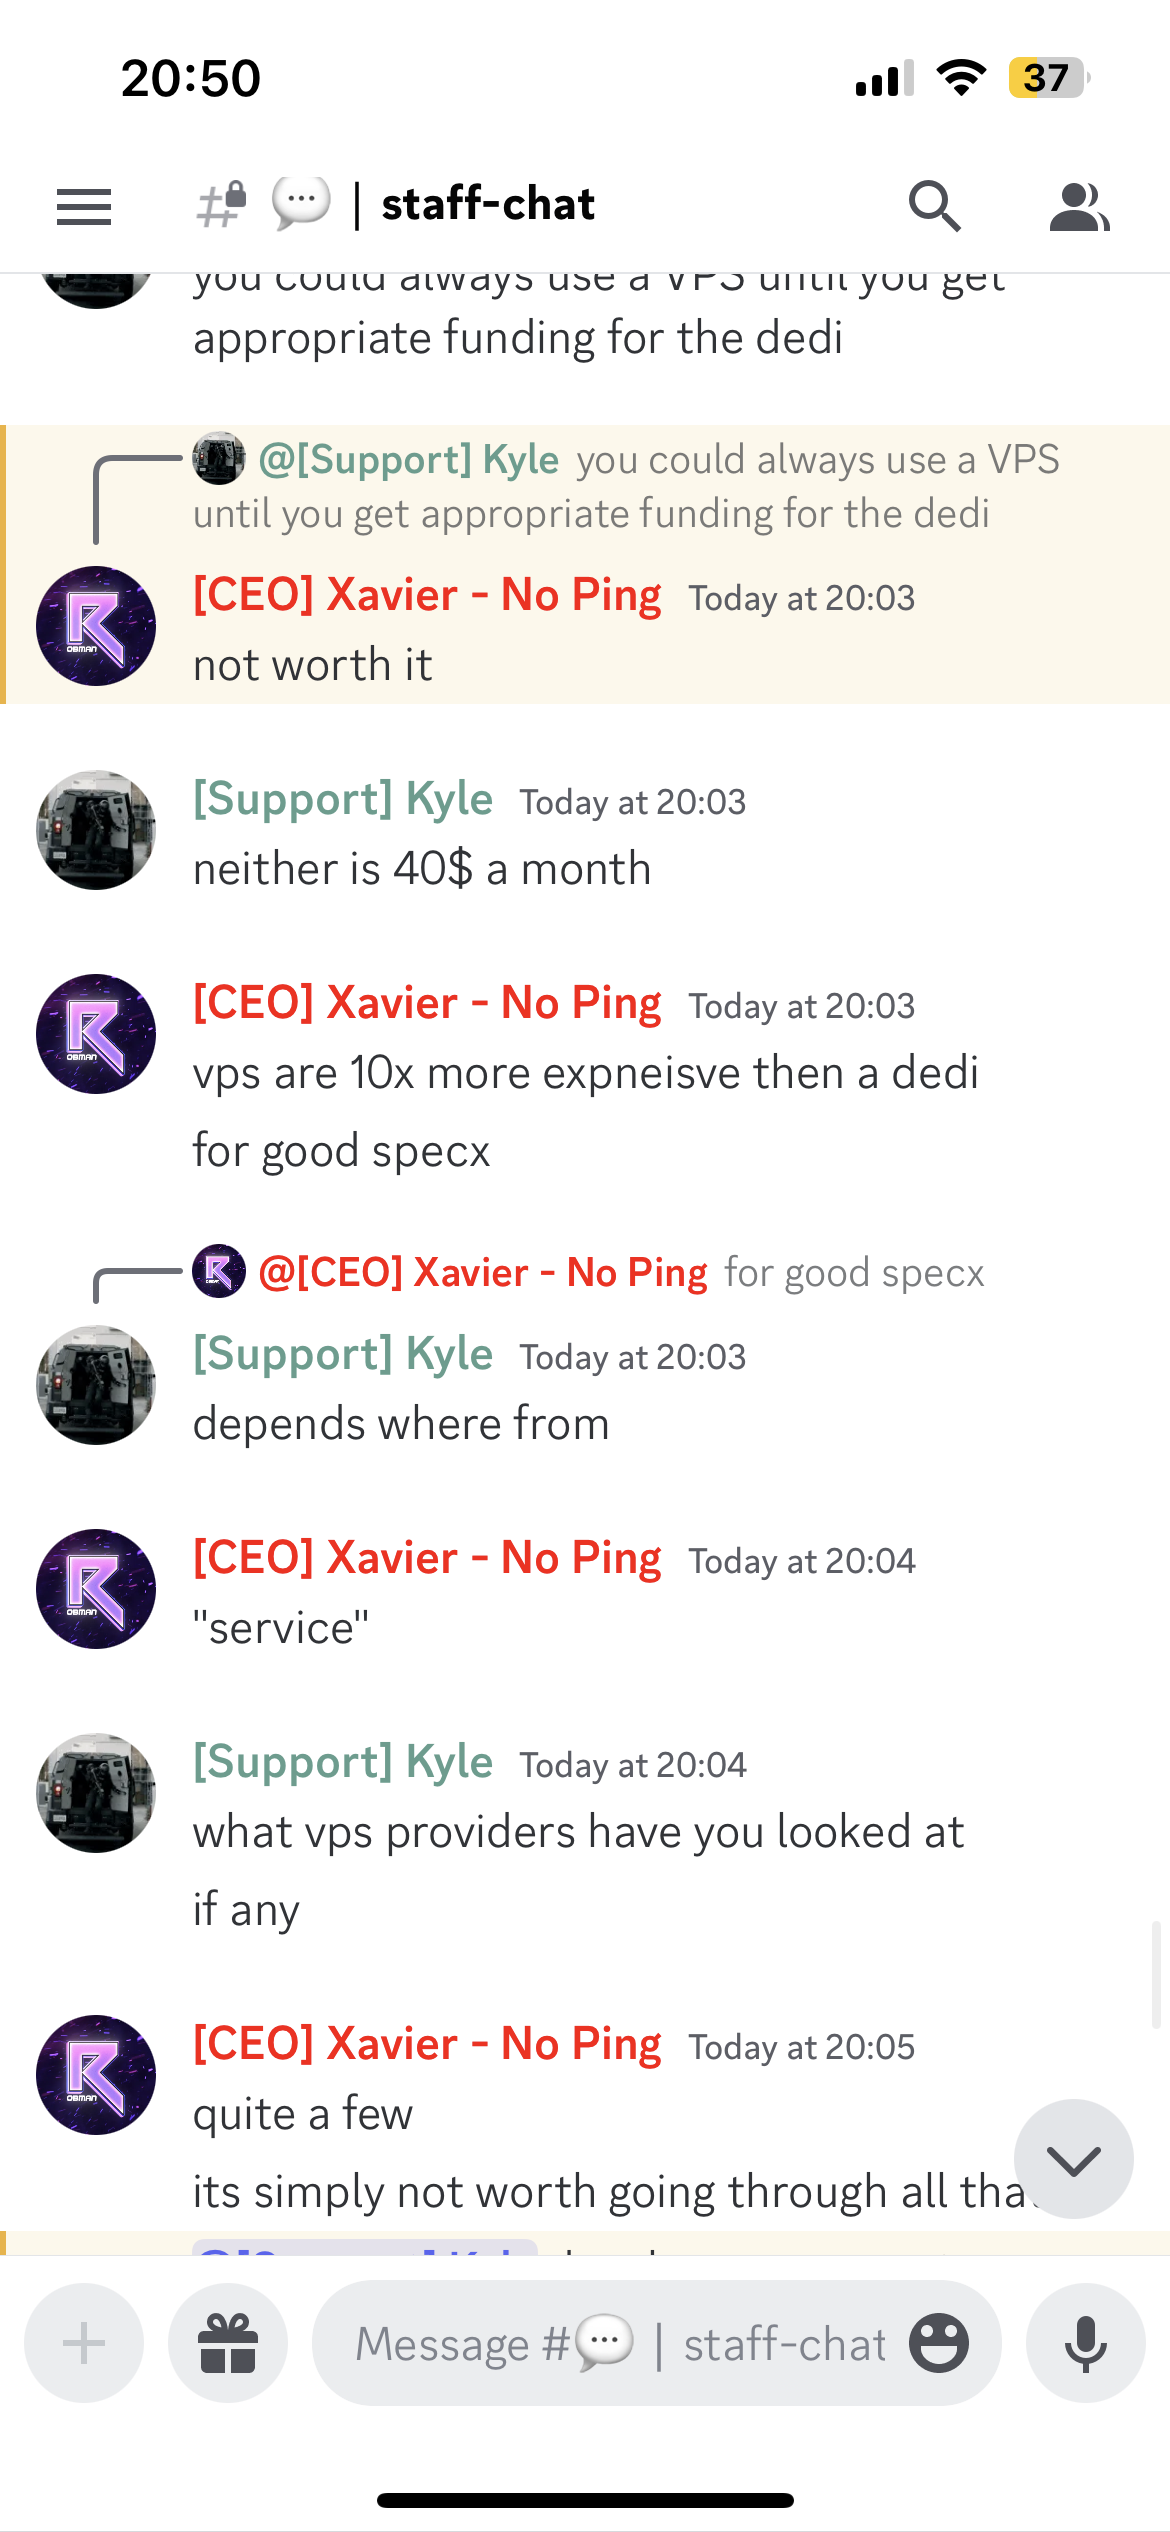 20:50
37
# 💬 | staff-chat
you could always use a VPS until you get
appropriate funding for the dedi
@[Support] Kyle you could always use a VPS
until you get appropriate funding for the dedi
[CEO] Xavier - No Ping Today at 20:03
not worth it
[Support] Kyle Today at 20:03
neither is 40$ a month
[CEO] Xavier - No Ping Today at 20:03
vps are 10x more expneisve then a dedi
for good specx
@[CEO] Xavier - No Ping for good specx
[Support] Kyle Today at 20:03
depends where from
[CEO] Xavier - No Ping Today at 20:04
"service"
[Support] Kyle Today at 20:04
what vps providers have you looked at
if any
[CEO] Xavier - No Ping Today at 20:05
quite a few
its simply not worth going through all
Message #💬 | staff-chat